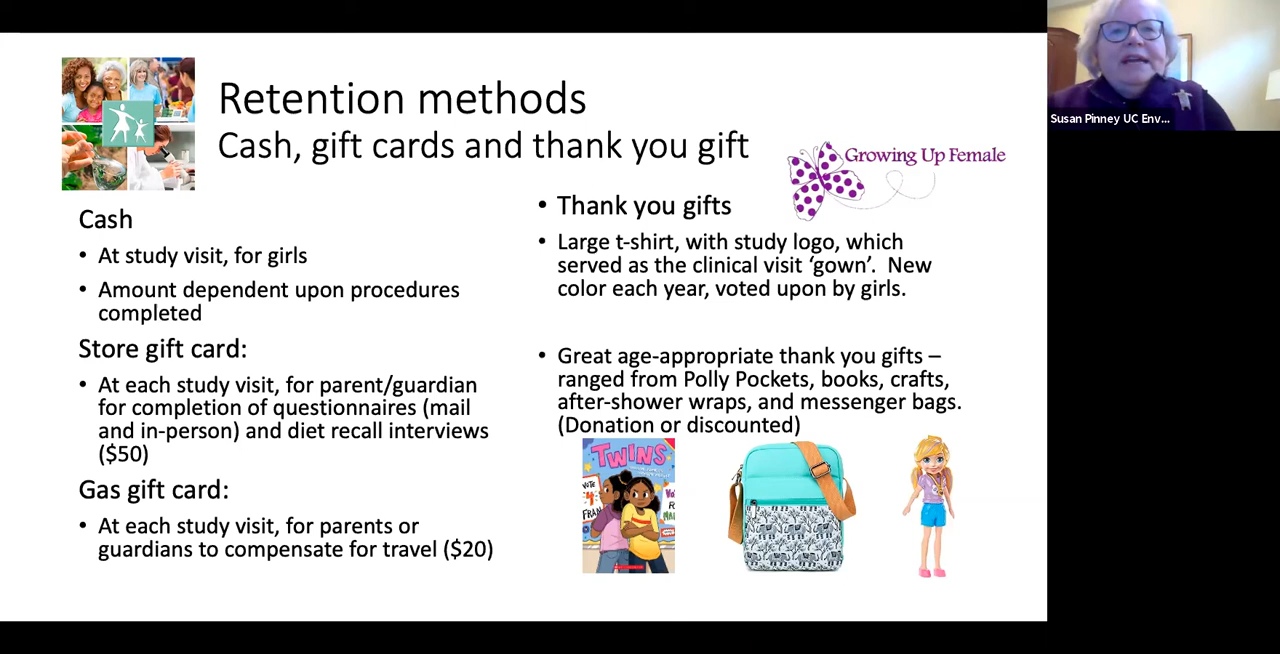 Retention methods
Cash, gift cards and thank you gift
Growing Up Female
Cash
• At study visit, for girls
• Amount dependent upon procedures
completed
Store gift card:
• At each study visit, for parent/guardian
for completion of questionnaires (mail
and in-person) and diet recall interviews
($50)
Gas gift card:
• At each study visit, for parents or
guardians to compensate for travel ($20)
• Thank you gifts
• Large t-shirt, with study logo, which
served as the clinical visit ‘gown’. New
color each year, voted upon by girls.
• Great age-appropriate thank you gifts –
ranged from Polly Pockets, books, crafts,
after-shower wraps, and messenger bags.
(Donation or discounted)
TWINS
VOTE
FRAN
Susan Pinney UC Env...